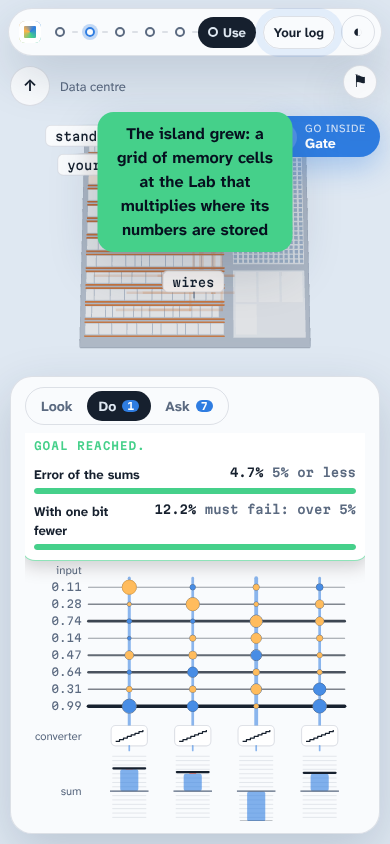 Use
Your log
Data centre
stand
your
The island grew: a
grid of memory cells
at the Lab that
multiplies where its
numbers are stored
GO INSIDE
Gate
wires
Look
Do 1
Ask 7
GOAL REACHED.
Error of the sums 4.7% 5% or less
With one bit fewer 12.2% must fail: over 5%
input
0.11
0.28
0.74
0.14
0.47
0.64
0.31
0.99
converter
sum